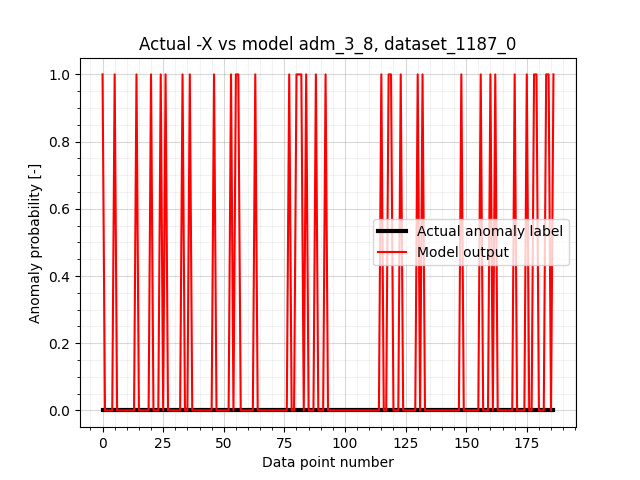 Actual -X vs model adm_3_8, dataset_1187_0
Anomaly probability [-]
1.0
0.8
0.6
0.4
0.2
0.0
Actual anomaly label
Model output
0 25 50 75 100 125 150 175
Data point number